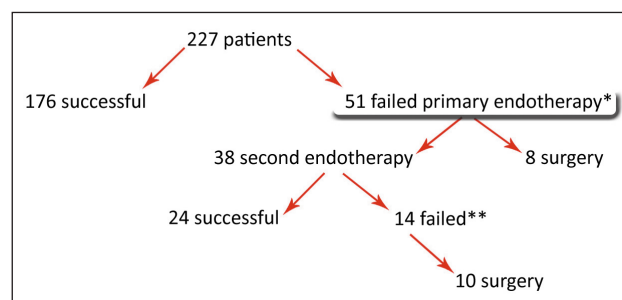 227 patients
176 successful
51 failed primary endotherapy*
38 second endotherapy
8 surgery
24 successful
14 failed**
10 surgery